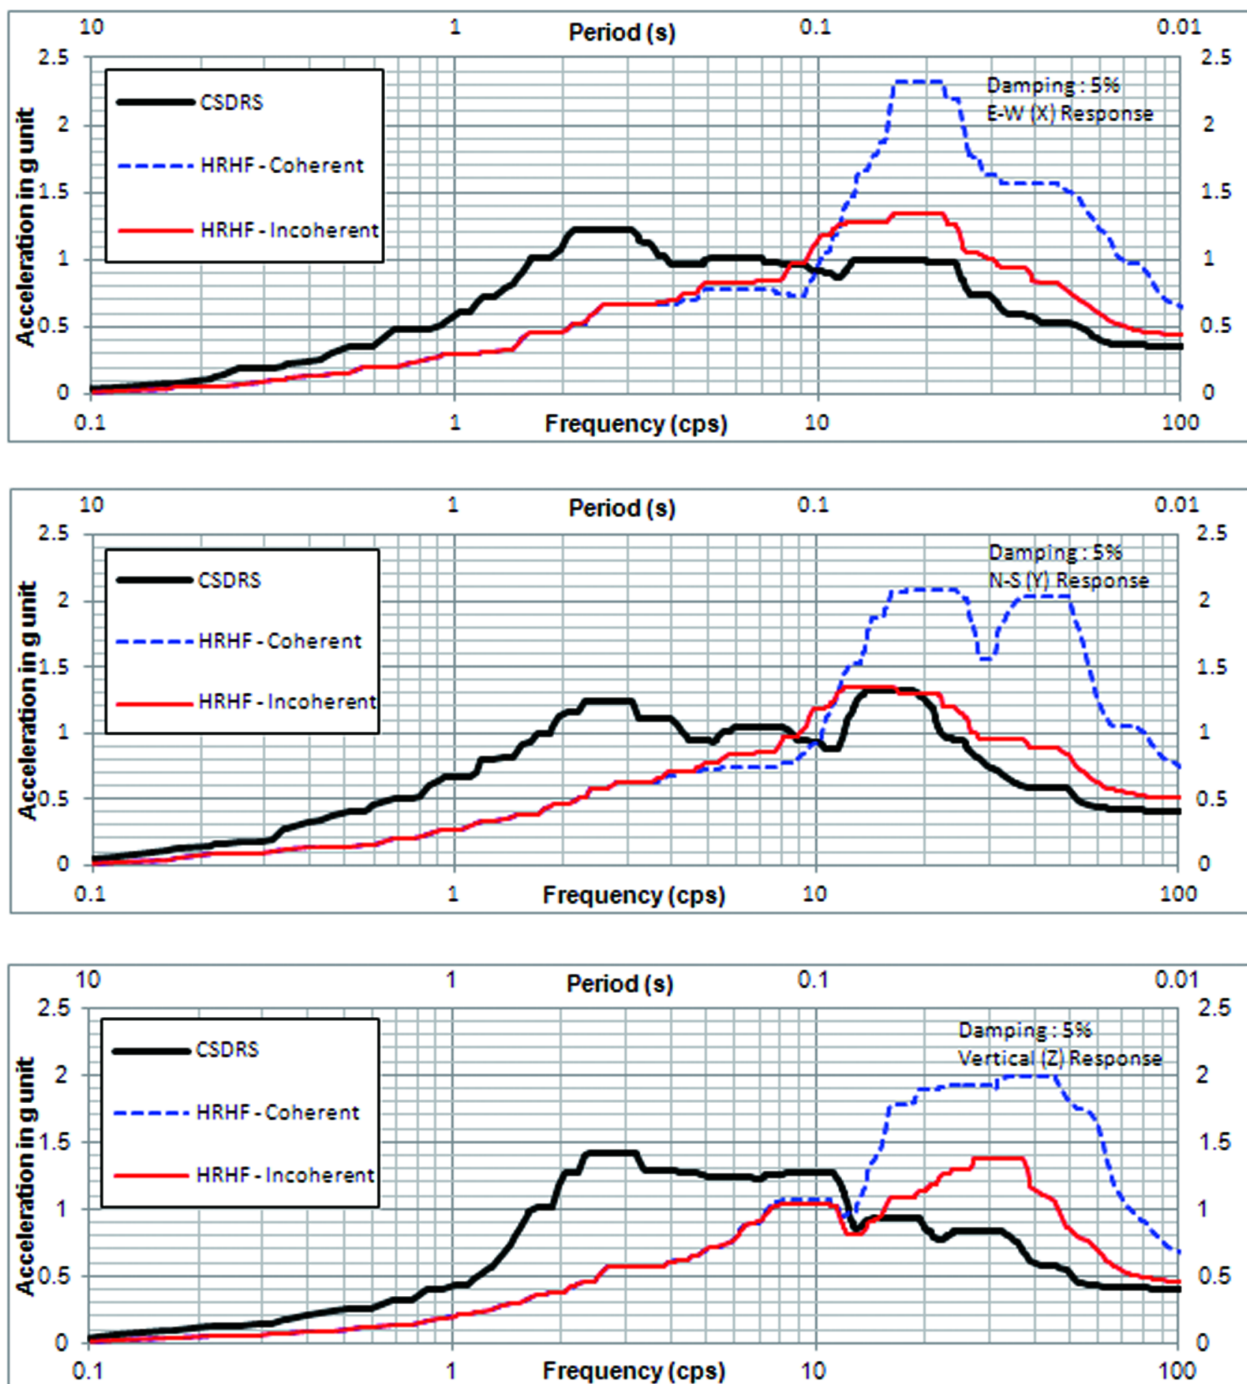 10 1 Period (s) 0.1 0.01
2.5 2.5
CSDRS
Damping : 5%
E-W (X) Response
2 2
HRHF - Coherent
1.5 1.5
HRHF - Incoherent
1 1
0.5 0.5
0 0
Acceleration in g unit
0.1 1 Frequency (cps) 10 100
10 1 Period (s) 0.1 0.01
2.5 2.5
CSDRS
Damping : 5%
N-S (Y) Response
2 2
HRHF - Coherent
1.5 1.5
HRHF - Incoherent
1 1
0.5 0.5
0 0
Acceleration in g unit
0.1 1 Frequency (cps) 10 100
10 1 Period (s) 0.1 0.01
2.5 2.5
CSDRS
Damping : 5%
Vertical (Z) Response
2 2
HRHF - Coherent
1.5 1.5
HRHF - Incoherent
1 1
0.5 0.5
0 0
Acceleration in g unit
0.1 1 Frequency (cps) 10 100